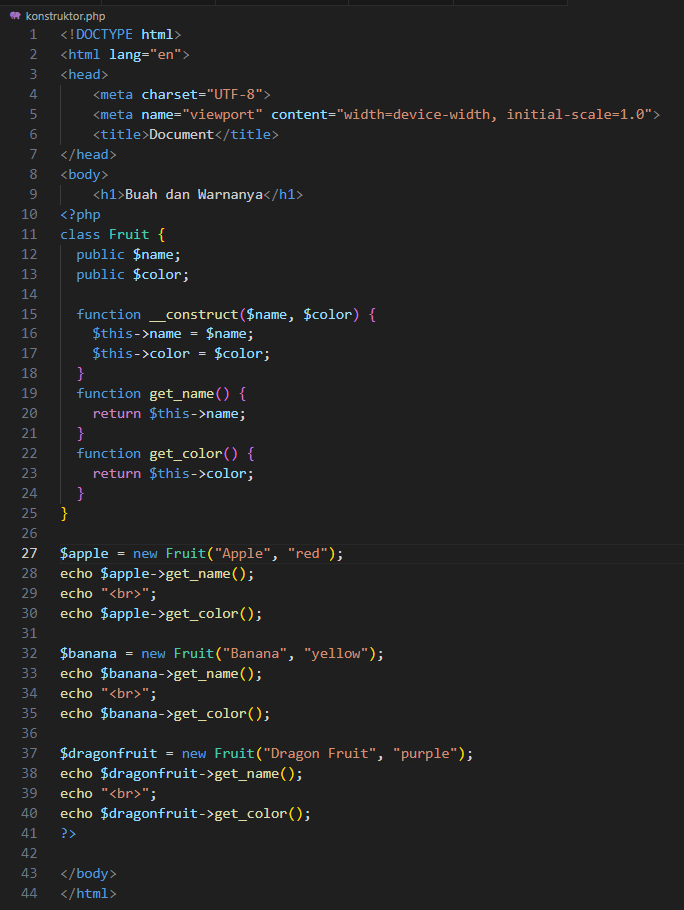 konstruktor.php
1 <!DOCTYPE html>
2 <html lang="en">
3 <head>
4     <meta charset="UTF-8">
5     <meta name="viewport" content="width=device-width, initial-scale=1.0">
6     <title>Document</title>
7 </head>
8 <body>
9     <h1>Buah dan Warnanya</h1>
10 <?php
11 class Fruit {
12   public $name;
13   public $color;
14
15   function __construct($name, $color) {
16     $this->name = $name;
17     $this->color = $color;
18   }
19   function get_name() {
20     return $this->name;
21   }
22   function get_color() {
23     return $this->color;
24   }
25 }
26
27 $apple = new Fruit("Apple", "red");
28 echo $apple->get_name();
29 echo "<br>";
30 echo $apple->get_color();
31
32 $banana = new Fruit("Banana", "yellow");
33 echo $banana->get_name();
34 echo "<br>";
35 echo $banana->get_color();
36
37 $dragonfruit = new Fruit("Dragon Fruit", "purple");
38 echo $dragonfruit->get_name();
39 echo "<br>";
40 echo $dragonfruit->get_color();
41 ?>
42
43 </body>
44 </html>